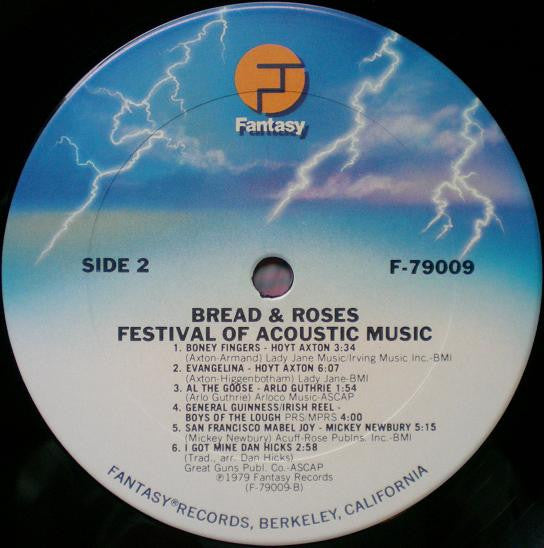 Fantasy
SIDE 2
F-79009
BREAD & ROSES
FESTIVAL OF ACOUSTIC MUSIC
1. BONEY FINGERS - HOYT AXTON 3:34
(Axton-Armand) Lady Jane Music/Irving Music Inc.-BMI
2. EVANGELINA - HOYT AXTON 6:07
(Axton-Higgenbotham) Lady Jane-BMI
3. AL THE GOOSE - ARLO GUTHRIE 1:54
(Arlo Guthrie) Arloco Music-ASCAP
4. GENERAL GUINNESS/IRISH REEL -
BOYS OF THE LOUGH PRS/MPRS 4:00
5. SAN FRANCISCO MABEL JOY - MICKEY NEWBURY 5:15
(Mickey Newbury) Acuff-Rose Publns. Inc.-BMI
6. I GOT MINE DAN HICKS 2:58
(Trad., arr. Dan Hicks)
Great Guns Publ. Co.-ASCAP
℗1979 Fantasy Records
(F-79009-B)
FANTASY®RECORDS, BERKELEY, CALIFORNIA